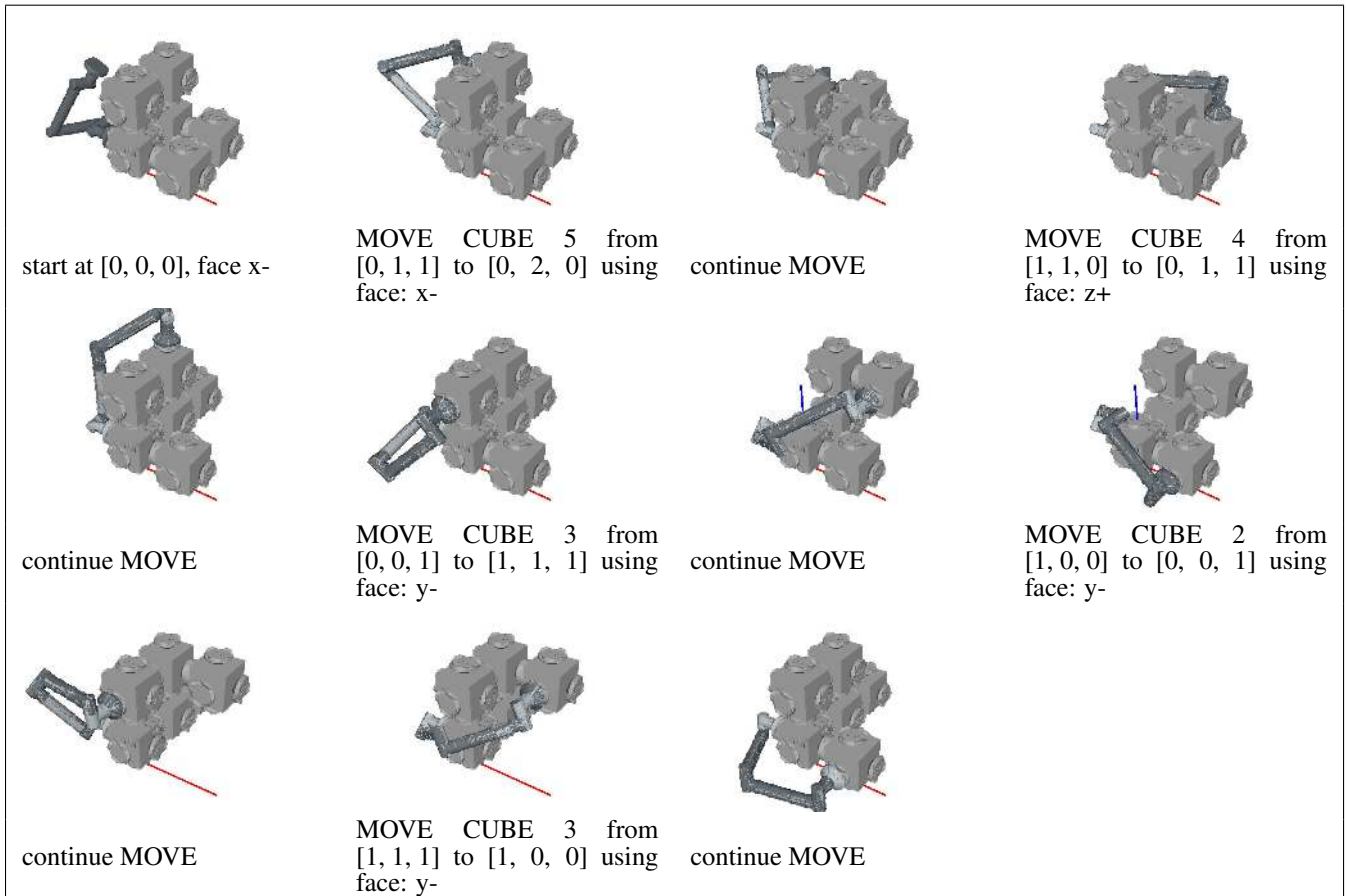 start at [0, 0, 0], face x-
MOVE CUBE 5 from
[0, 1, 1] to [0, 2, 0] using
face: x-
continue MOVE
MOVE CUBE 4 from
[1, 1, 0] to [0, 1, 1] using
face: z+
continue MOVE
MOVE CUBE 3 from
[0, 0, 1] to [1, 1, 1] using
face: y-
continue MOVE
MOVE CUBE 2 from
[1, 0, 0] to [0, 0, 1] using
face: y-
continue MOVE
MOVE CUBE 3 from
[1, 1, 1] to [1, 0, 0] using
face: y-
continue MOVE